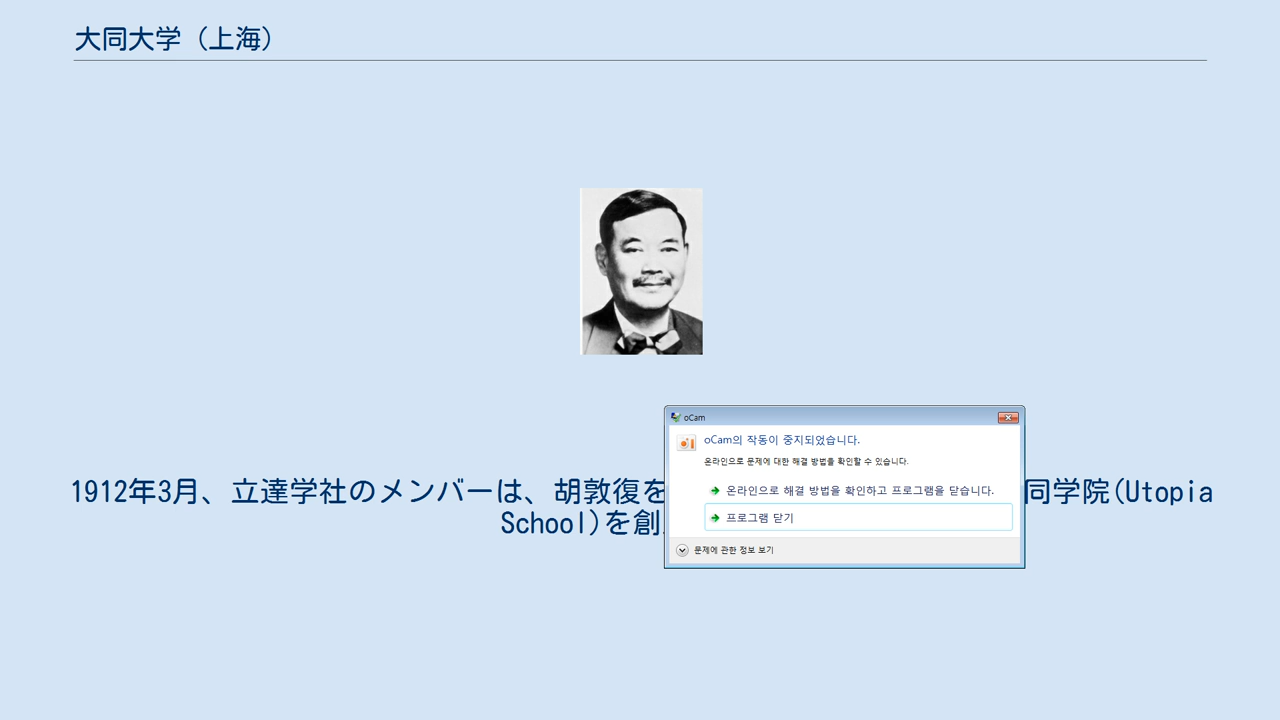 大同大学（上海）
oCam
oCam의 작동이 중지되었습니다.
온라인으로 문제에 대한 해결 방법을 확인할 수 있습니다.
온라인으로 해결 방법을 확인하고 프로그램을 닫습니다.
프로그램 닫기
문제에 관한 정보 보기
1912年3月、立達学社のメンバーは、胡敦復を 同学院(Utopia
School)を創